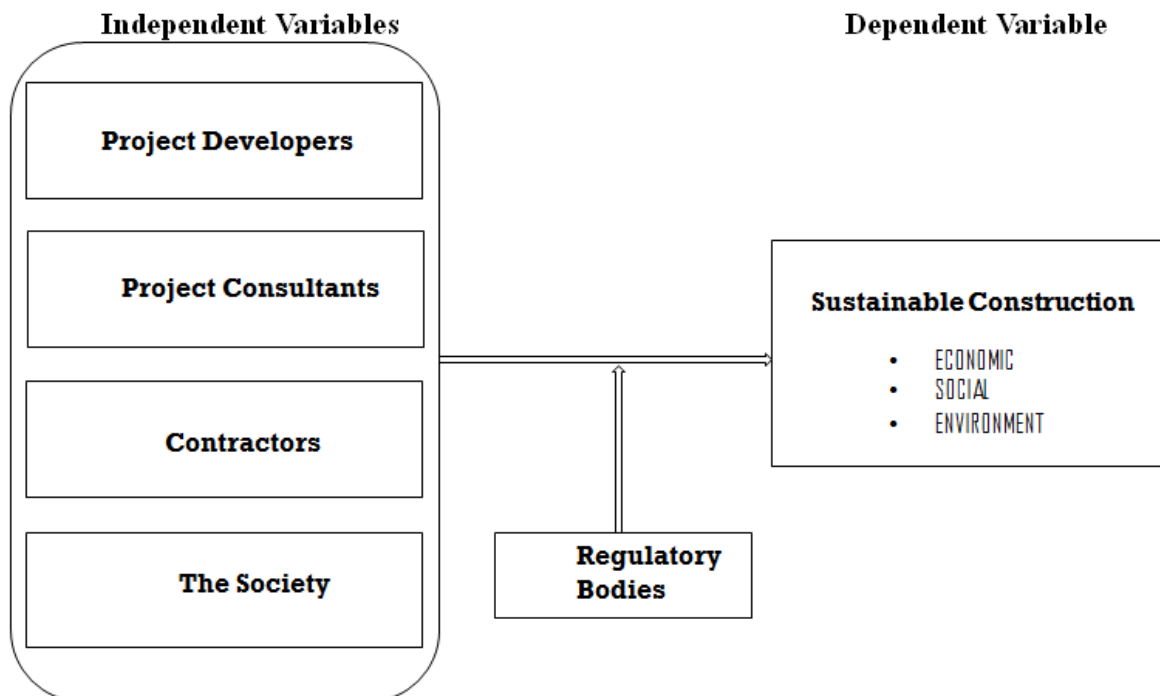 Independent Variables
Dependent Variable
Project Developers
Project Consultants
Contractors
The Society
Regulatory
Bodies
Sustainable Construction
• ECONOMIC
• SOCIAL
• ENVIRONMENT